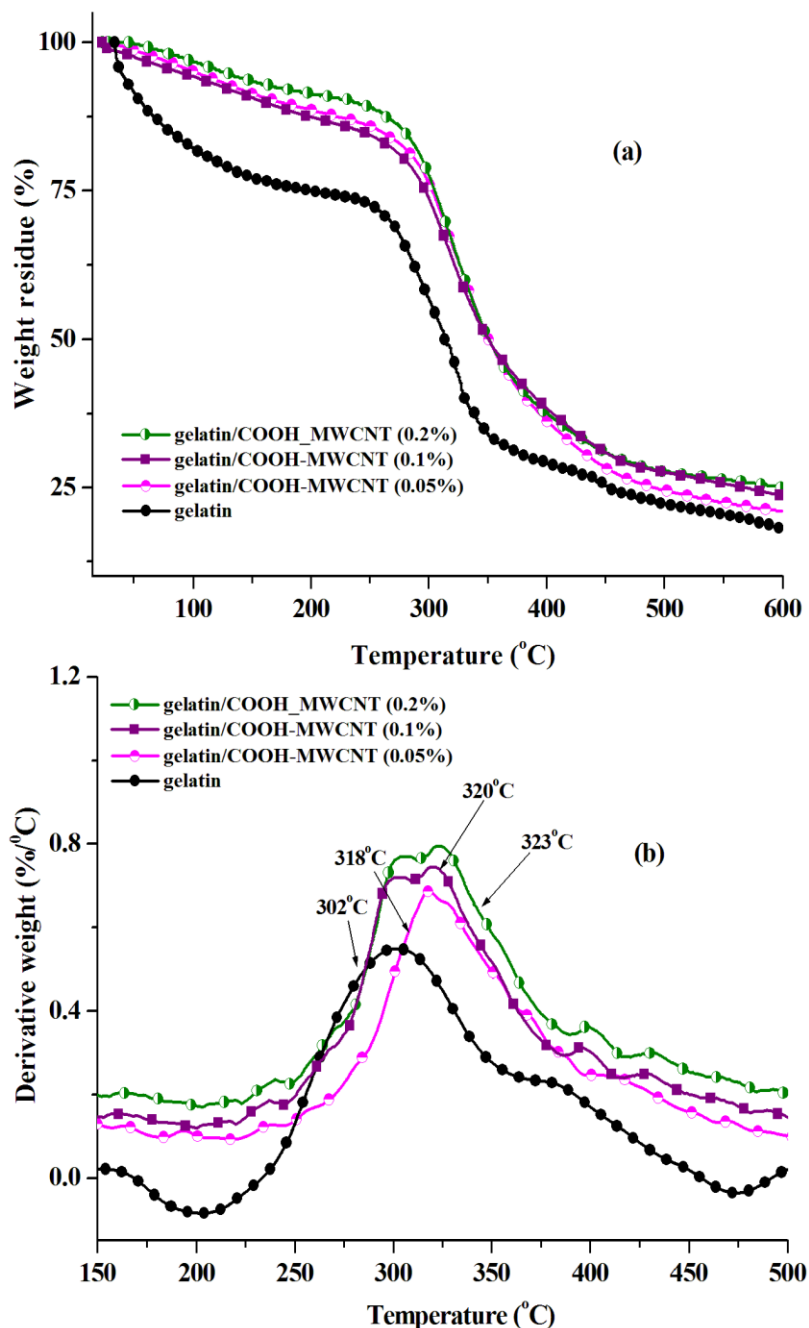 100
75
50
25
Weight residue (%)
(a)
gelatin/COOH_MWCNT (0.2%)
gelatin/COOH-MWCNT (0.1%)
gelatin/COOH-MWCNT (0.05%)
gelatin
100 200 300 400 500 600
Temperature (°C)
1.2
0.8
0.4
0.0
Derivative weight (%/⁰C)
gelatin/COOH_MWCNT (0.2%)
gelatin/COOH-MWCNT (0.1%)
gelatin/COOH-MWCNT (0.05%)
gelatin
320°C
323°C
(b)
318°C
302°C
150 200 250 300 350 400 450 500
Temperature (°C)